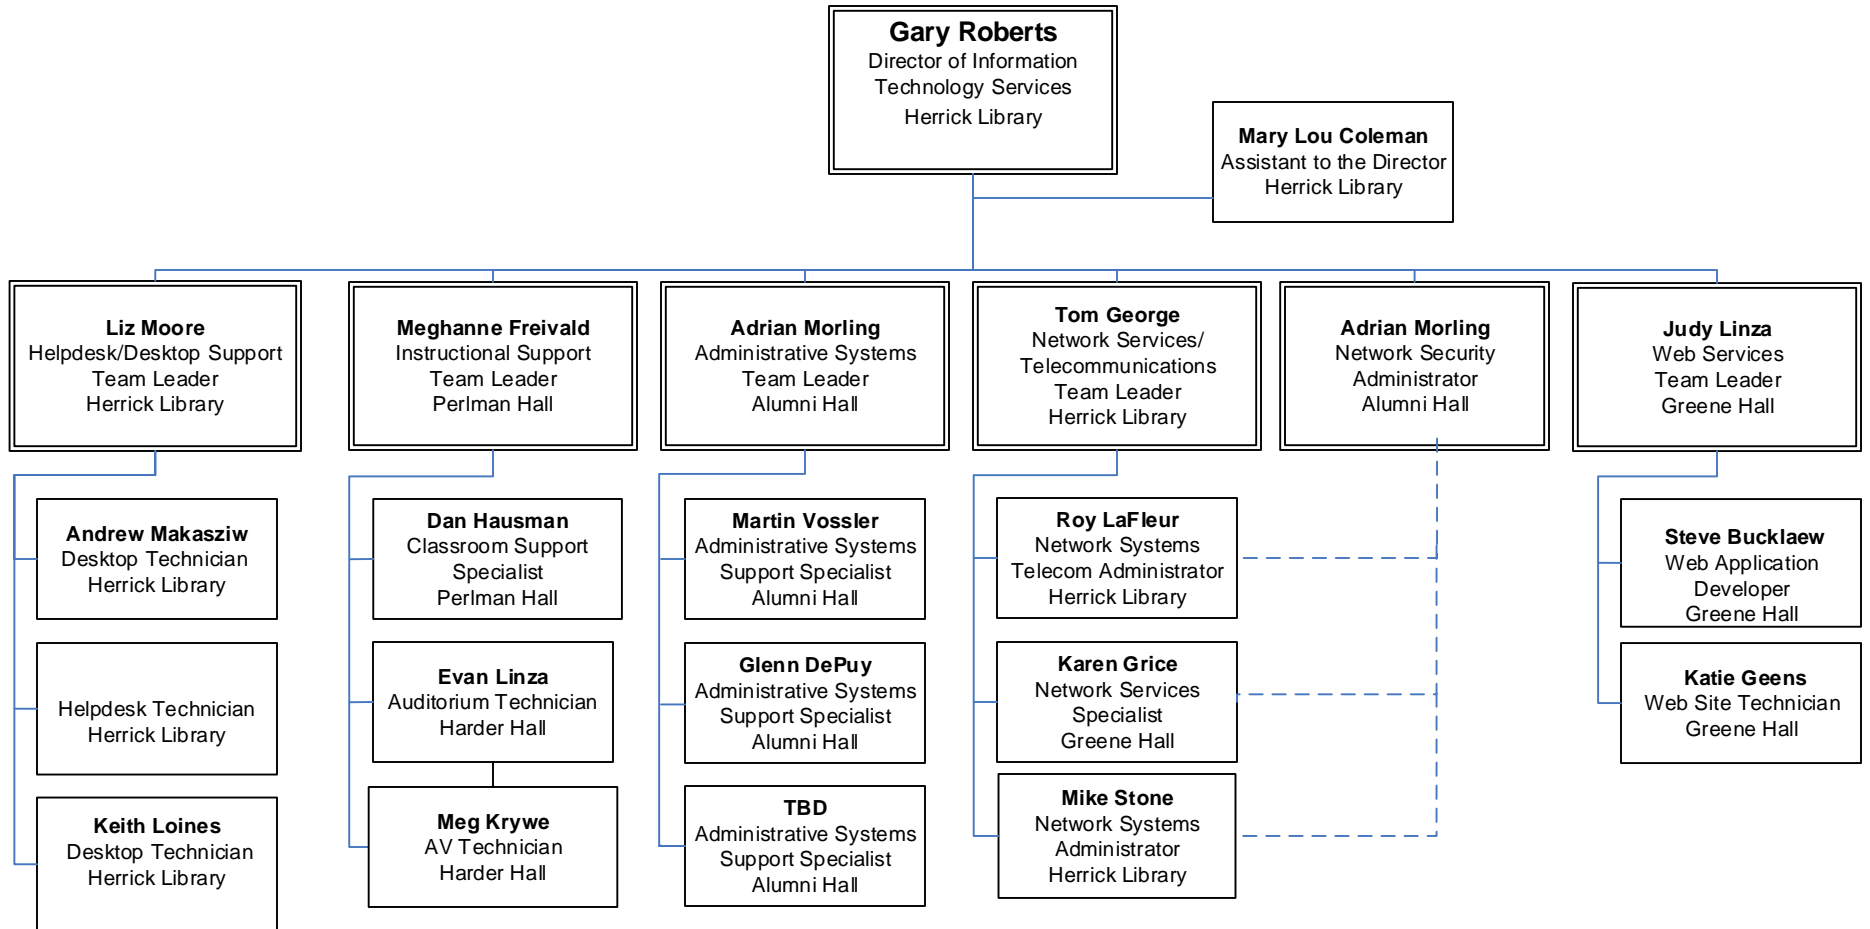 Gary Roberts
Director of Information
Technology Services
Herrick Library
Mary Lou Coleman
Assistant to the Director
Herrick Library
Liz Moore
Helpdesk/Desktop Support
Team Leader
Herrick Library
Meghanne Freivald
Instructional Support
Team Leader
Perlman Hall
Adrian Morling
Administrative Systems
Team Leader
Alumni Hall
Tom George
Network Services/
Telecommunications
Team Leader
Herrick Library
Adrian Morling
Network Security
Administrator
Alumni Hall
Judy Linza
Web Services
Team Leader
Greene Hall
Andrew Makasziw
Desktop Technician
Herrick Library
Helpdesk Technician
Herrick Library
Keith Loines
Desktop Technician
Herrick Library
Dan Hausman
Classroom Support
Specialist
Perlman Hall
Evan Linza
Auditorium Technician
Harder Hall
Meg Krywe
AV Technician
Harder Hall
Martin Vossler
Administrative Systems
Support Specialist
Alumni Hall
Glenn DePuy
Administrative Systems
Support Specialist
Alumni Hall
TBD
Administrative Systems
Support Specialist
Alumni Hall
Roy LaFleur
Network Systems
Telecom Administrator
Herrick Library
Karen Grice
Network Services
Specialist
Greene Hall
Mike Stone
Network Systems
Administrator
Herrick Library
Steve Bucklaew
Web Application
Developer
Greene Hall
Katie Geens
Web Site Technician
Greene Hall